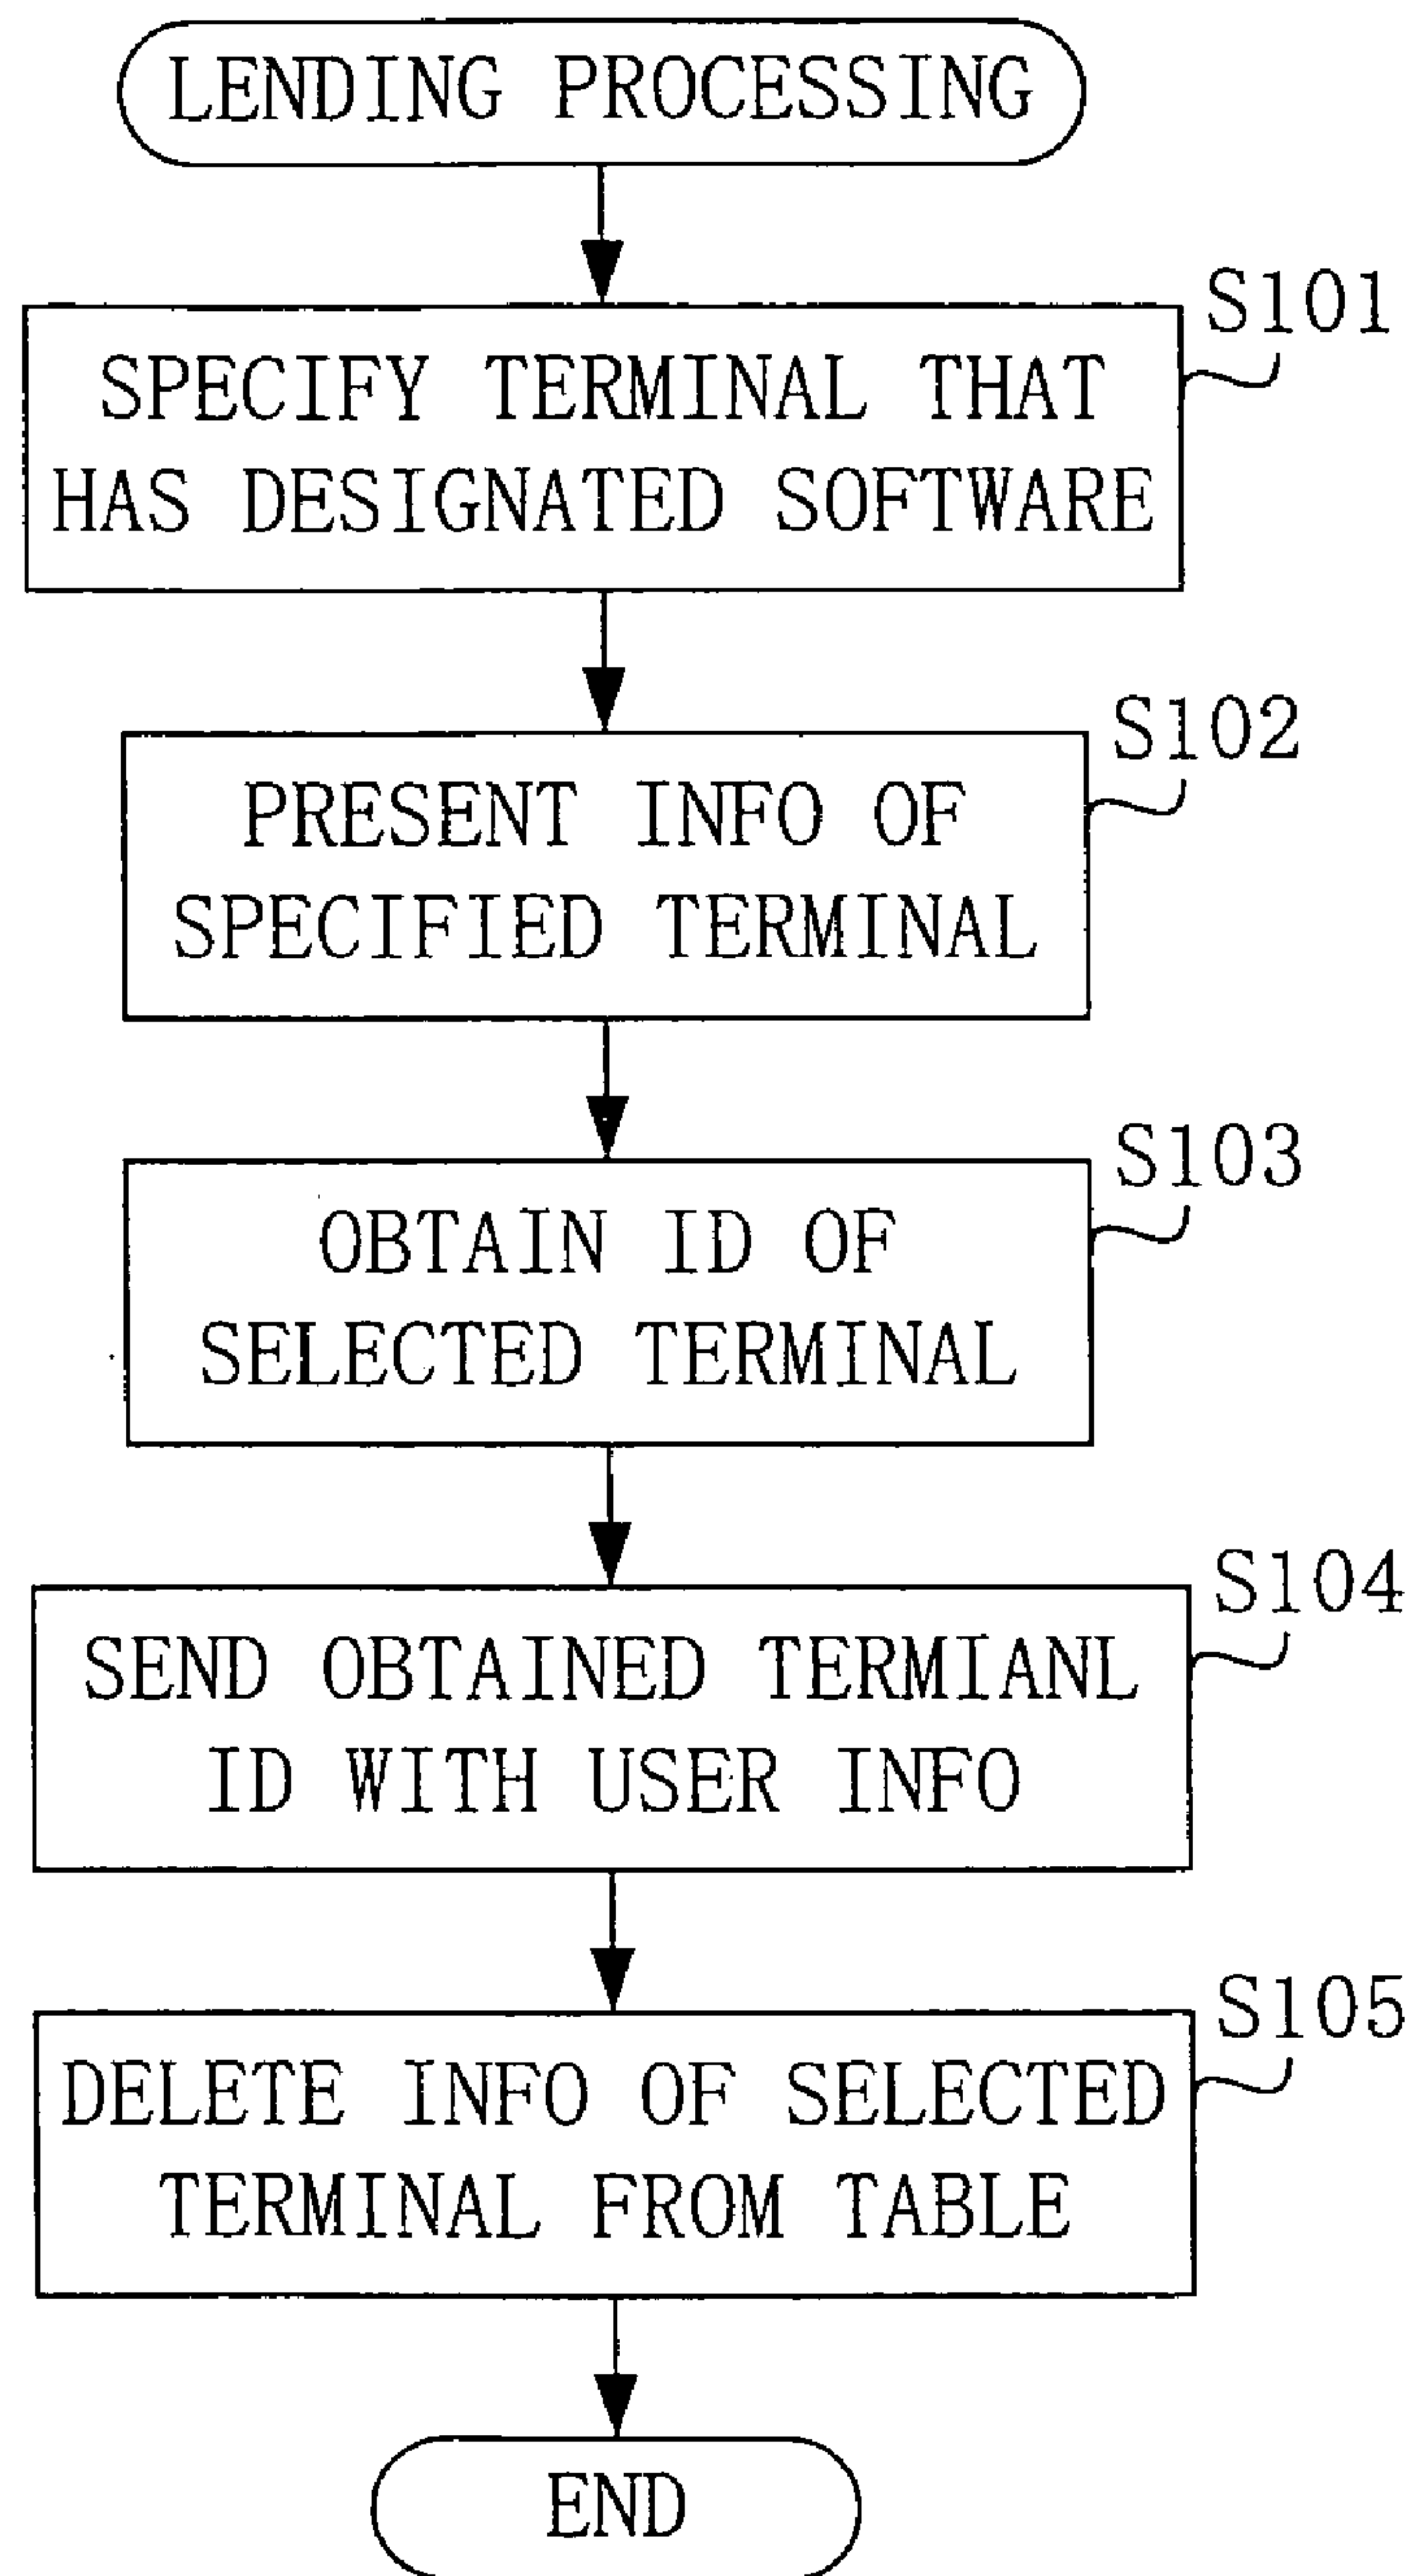 LENDING PROCESSING
S101
SPECIFY TERMINAL THAT
HAS DESIGNATED SOFTWARE
S102
PRESENT INFO OF
SPECIFIED TERMINAL
S103
OBTAIN ID OF
SELECTED TERMINAL
S104
SEND OBTAINED TERMIANL
ID WITH USER INFO
S105
DELETE INFO OF SELECTED
TERMINAL FROM TABLE
END